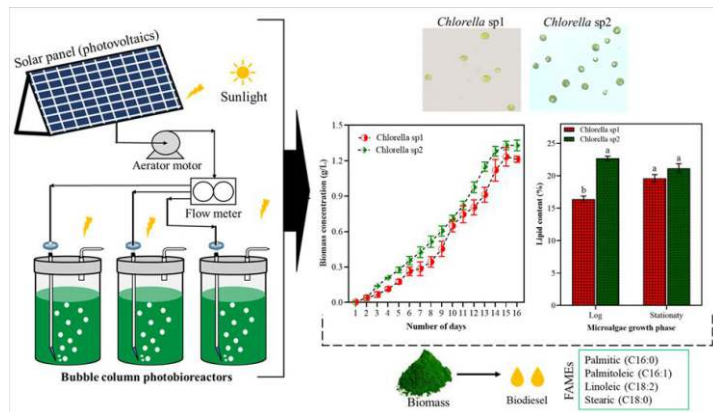 Solar panel (photovoltaics)
Sunlight
Aerator motor
Flow meter
Bubble column photobioreactors
Chlorella sp1
Chlorella sp2
Biomass concentration (g/L)
1.5
1.2
0.9
0.6
0.3
0.0
Chlorella sp1
Chlorella sp2
1 2 3 4 5 6 7 8 9 10 11 12 13 14 15 16
Number of days
Lipid content (%)
25
20
15
10
5
0
Chlorella sp1
Chlorella sp2
b
a
a
a
Log
Stationaty
Microalgae growth phase
Biomass
Biodiesel
FAMEs
Palmitic (C16:0)
Palmitoleic (C16:1)
Linoleic (C18:2)
Stearic (C18:0)